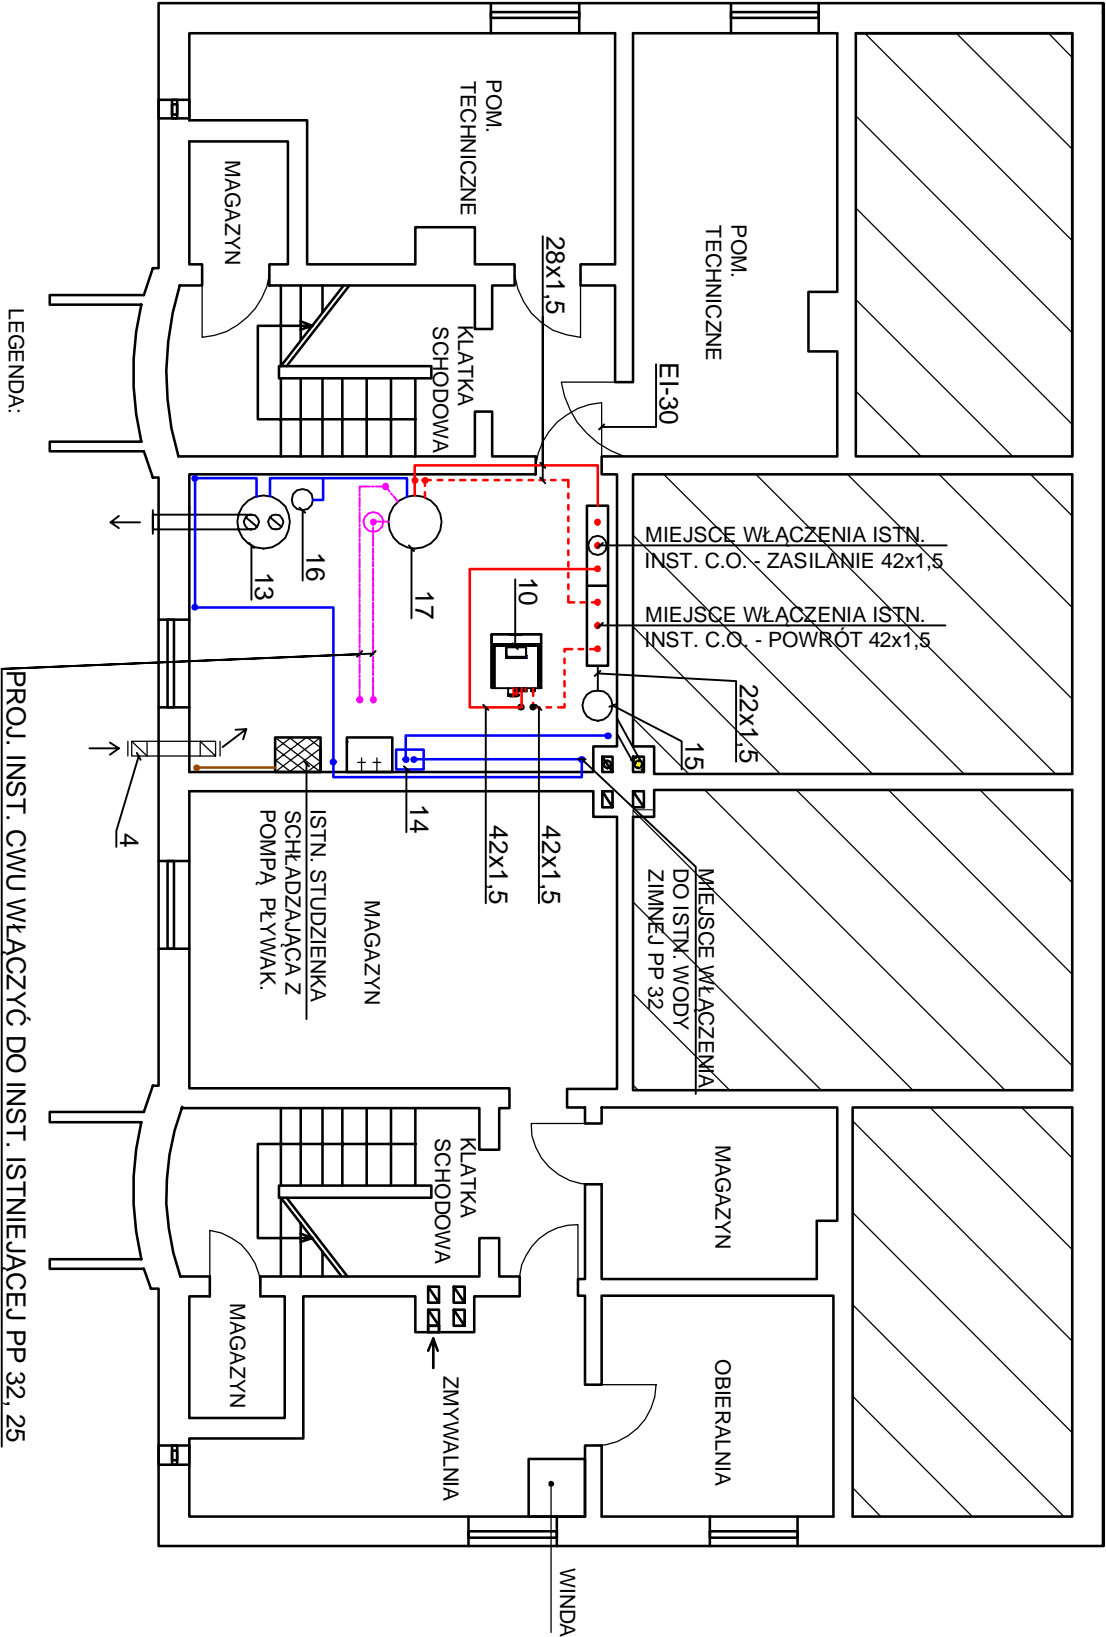 POM.
TECHNICZNE
POM.
TECHNICZNE
MAGAZYN
KLATKA
SCHODOWA
28x1,5
EI-30
MIEJSCE WŁĄCZENIA ISTN.
INST. C.O. - ZASILANIE 42x1,5
MIEJSCE WŁĄCZENIA ISTN.
INST. C.O. - POWRÓT 42x1,5
22x1,5
15
10
17
16
13
42x1,5
42x1,5
14
4
MIEJSCE WŁĄCZENIA
DO ISTN. WODY
ZIMNEJ PP 32
ISTN. STUDZIENKA
SCHŁADZAJĄCA Z
POMPĄ PŁYWAK.
MAGAZYN
KLATKA
SCHODOWA
MAGAZYN
MAGAZYN
OBIERALNIA
ZMYWALNIA
WINDA
PROJ. INST. CWU WŁĄCZYĆ DO INST. ISTNIEJĄCEJ PP 32, 25
LEGENDA: